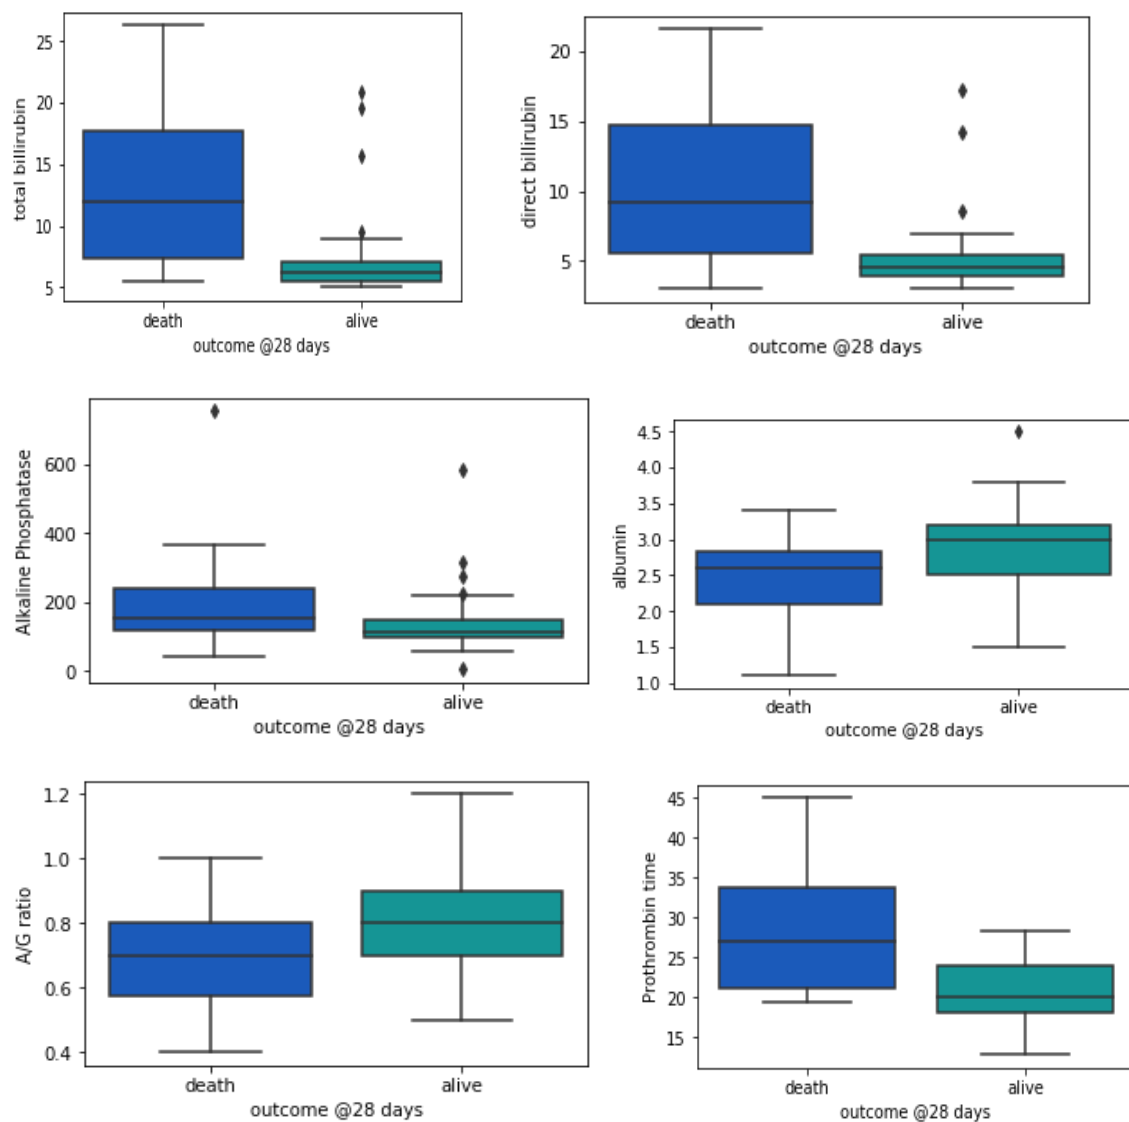 total billirubin
25
20
15
10
5
death alive
outcome @28 days
direct billirubin
20
15
10
5
death alive
outcome @28 days
Alkaline Phosphatase
600
400
200
0
death alive
outcome @28 days
albumin
4.5
4.0
3.5
3.0
2.5
2.0
1.5
1.0
death alive
outcome @28 days
A/G ratio
1.2
1.0
0.8
0.6
0.4
death alive
outcome @28 days
Prothrombin time
45
40
35
30
25
20
15
death alive
outcome @28 days